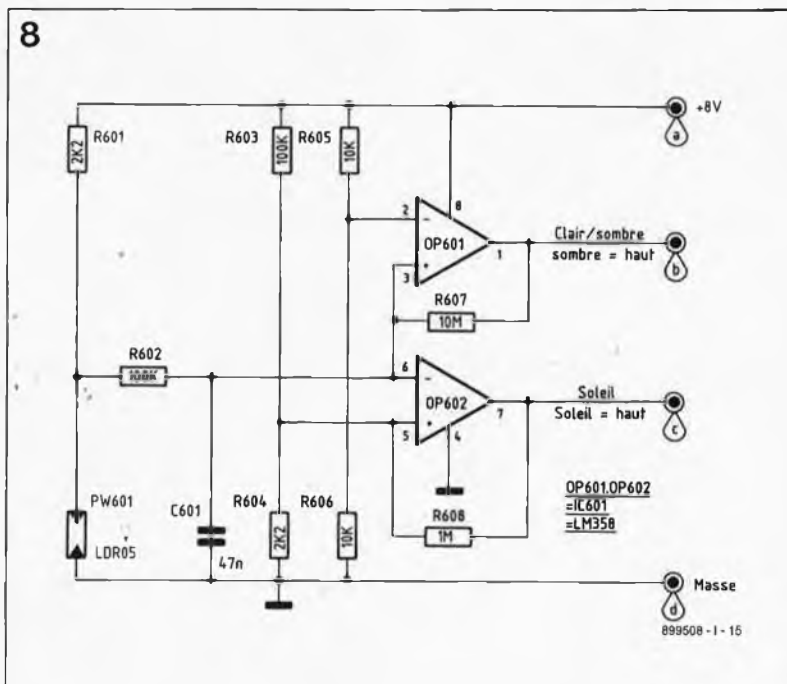 8
+8V
a
R601
2K2
R603
100K
R605
10K
8
2
-
OP601
1
+
3
Clair/sombre
sombre = haut
b
R607
10M
R602
100K
6
-
OP602
7
+
5
4
Soleil
Soleil = haut
c
PW601
LDR05
C601
47n
R604
2K2
R606
10K
R608
1M
OP601.OP602
=IC601
=LM358
Masse
d
899508 - I - 15